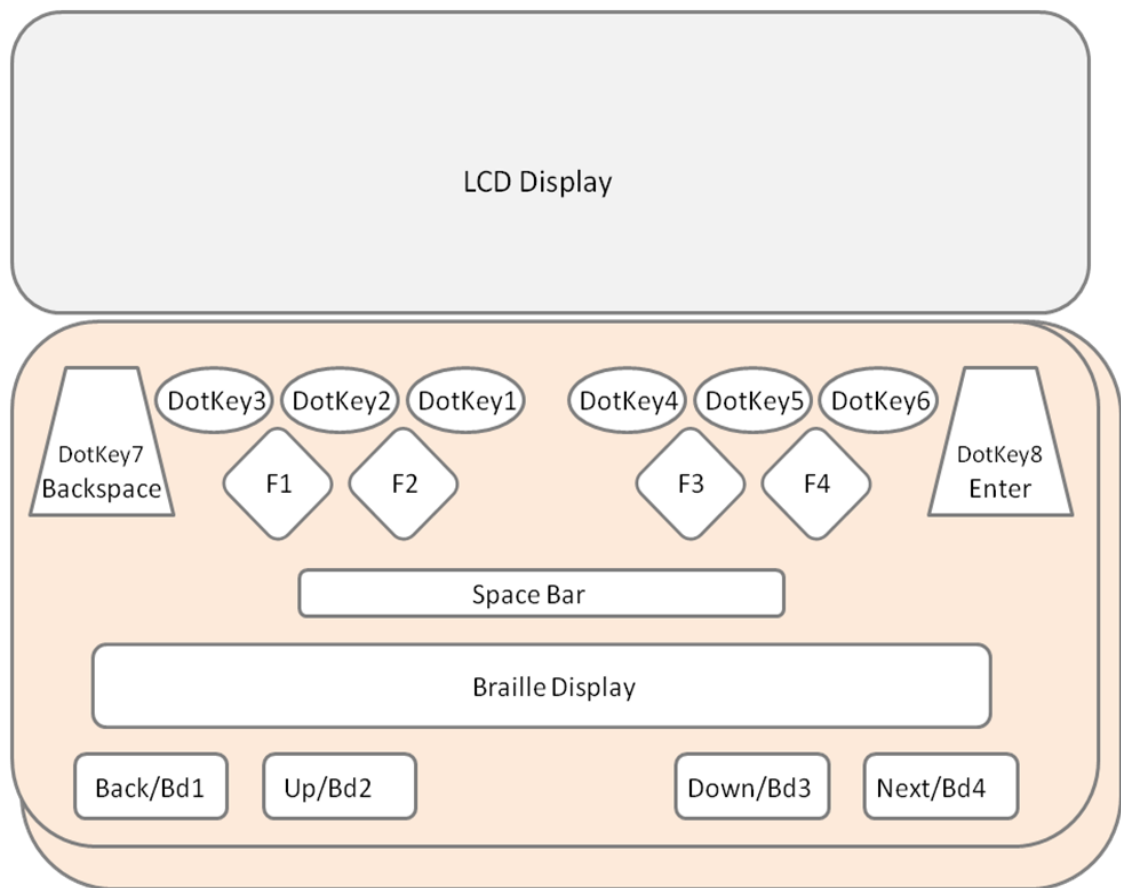 LCD Display
DotKey3 DotKey2 DotKey1 DotKey4 DotKey5 DotKey6
DotKey7
Backspace
F1 F2 F3 F4
DotKey8
Enter
Space Bar
Braille Display
Back/Bd1 Up/Bd2 Down/Bd3 Next/Bd4